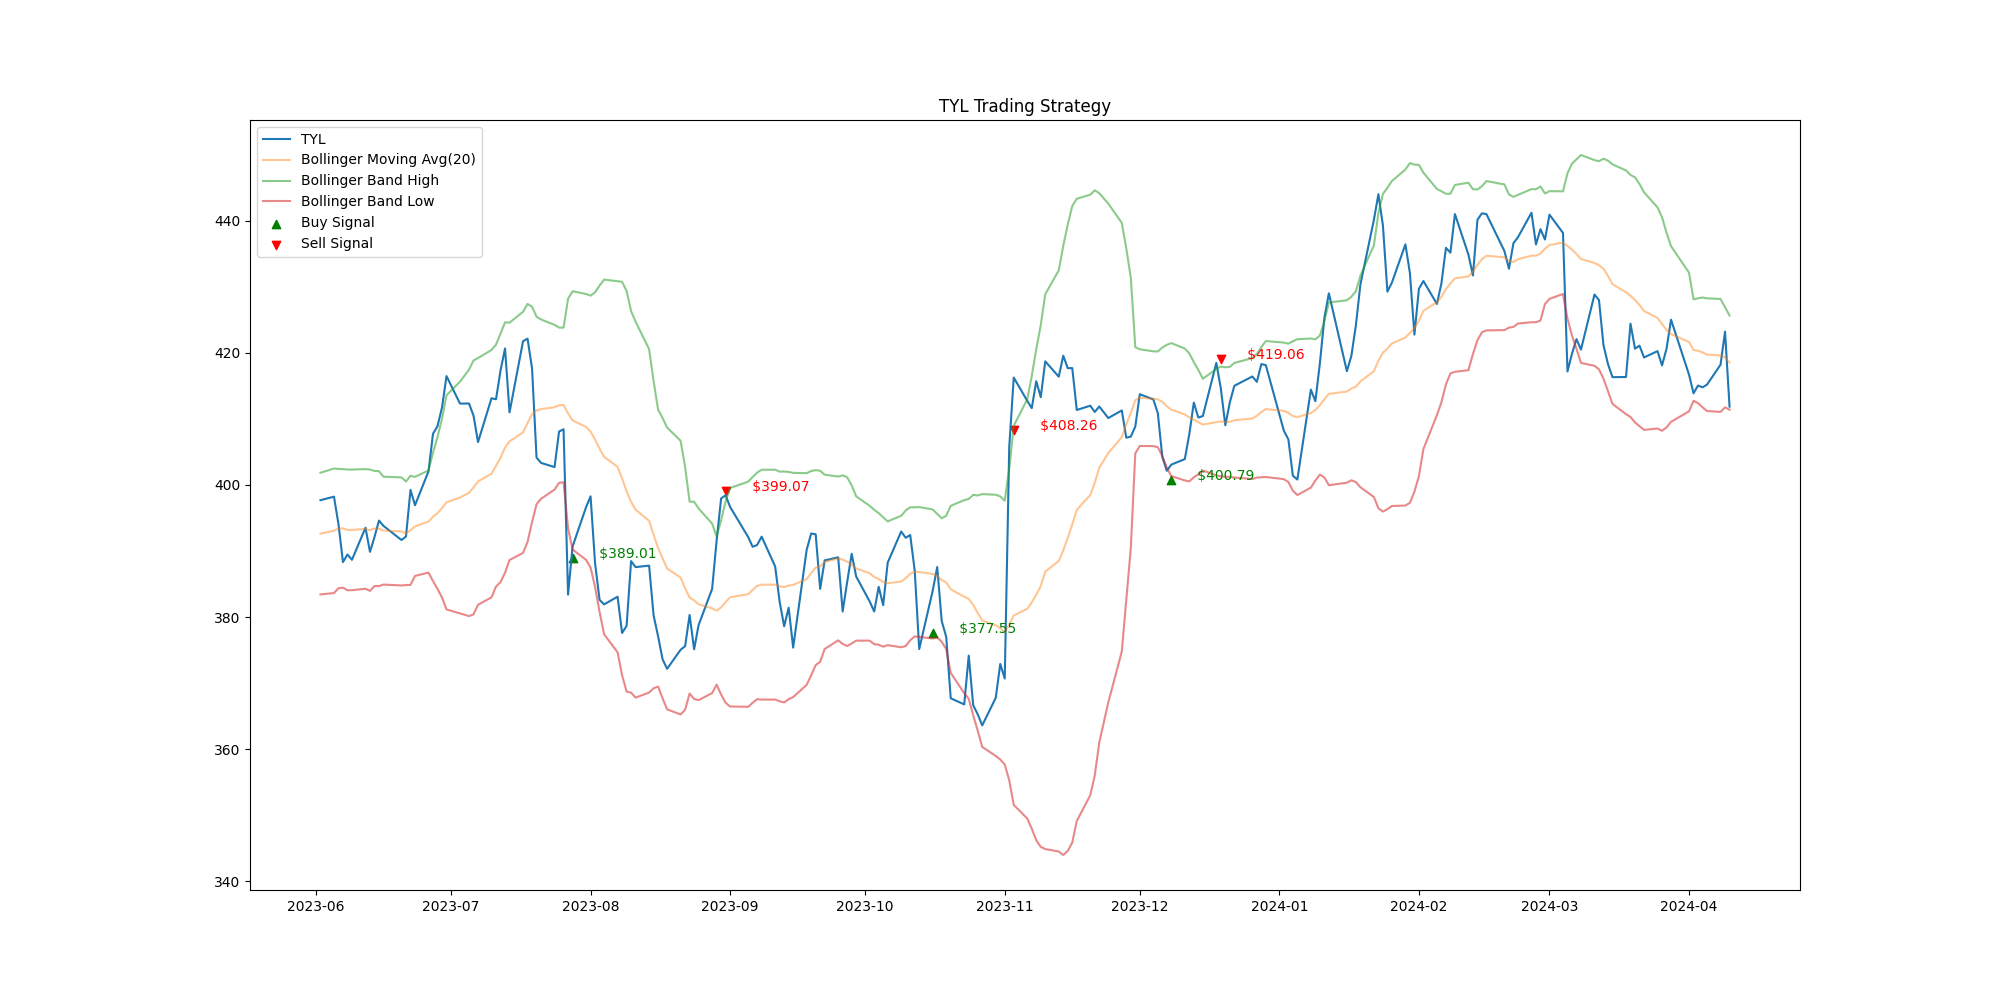 TYL Trading Strategy
TYL
Bollinger Moving Avg(20)
Bollinger Band High
Bollinger Band Low
Buy Signal
Sell Signal
440
420
400
380
360
340
$389.01
$399.07
$377.55
$408.26
$400.79
$419.06
2023-06 2023-07 2023-08 2023-09 2023-10 2023-11 2023-12 2024-01 2024-02 2024-03 2024-04